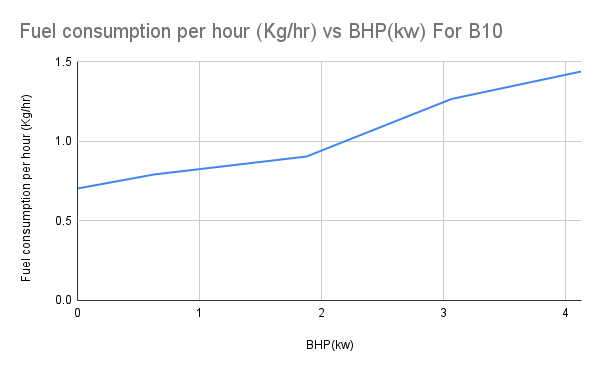 Fuel consumption per hour (Kg/hr) vs BHP(kw) For B10
Fuel consumption per hour (Kg/hr)
1.5
1.0
0.5
0.0
0 1 2 3 4
BHP(kw)